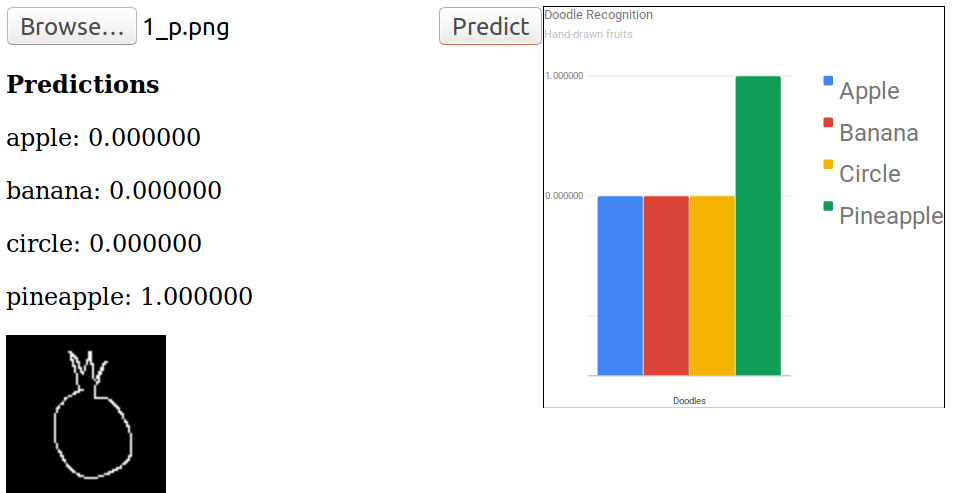 Browse... 1_p.png Predict
Predictions
apple: 0.000000
banana: 0.000000
circle: 0.000000
pineapple: 1.000000
Doodle Recognition
Hand-drawn fruits
1.000000
0.000000
Doodles
Apple
Banana
Circle
Pineapple